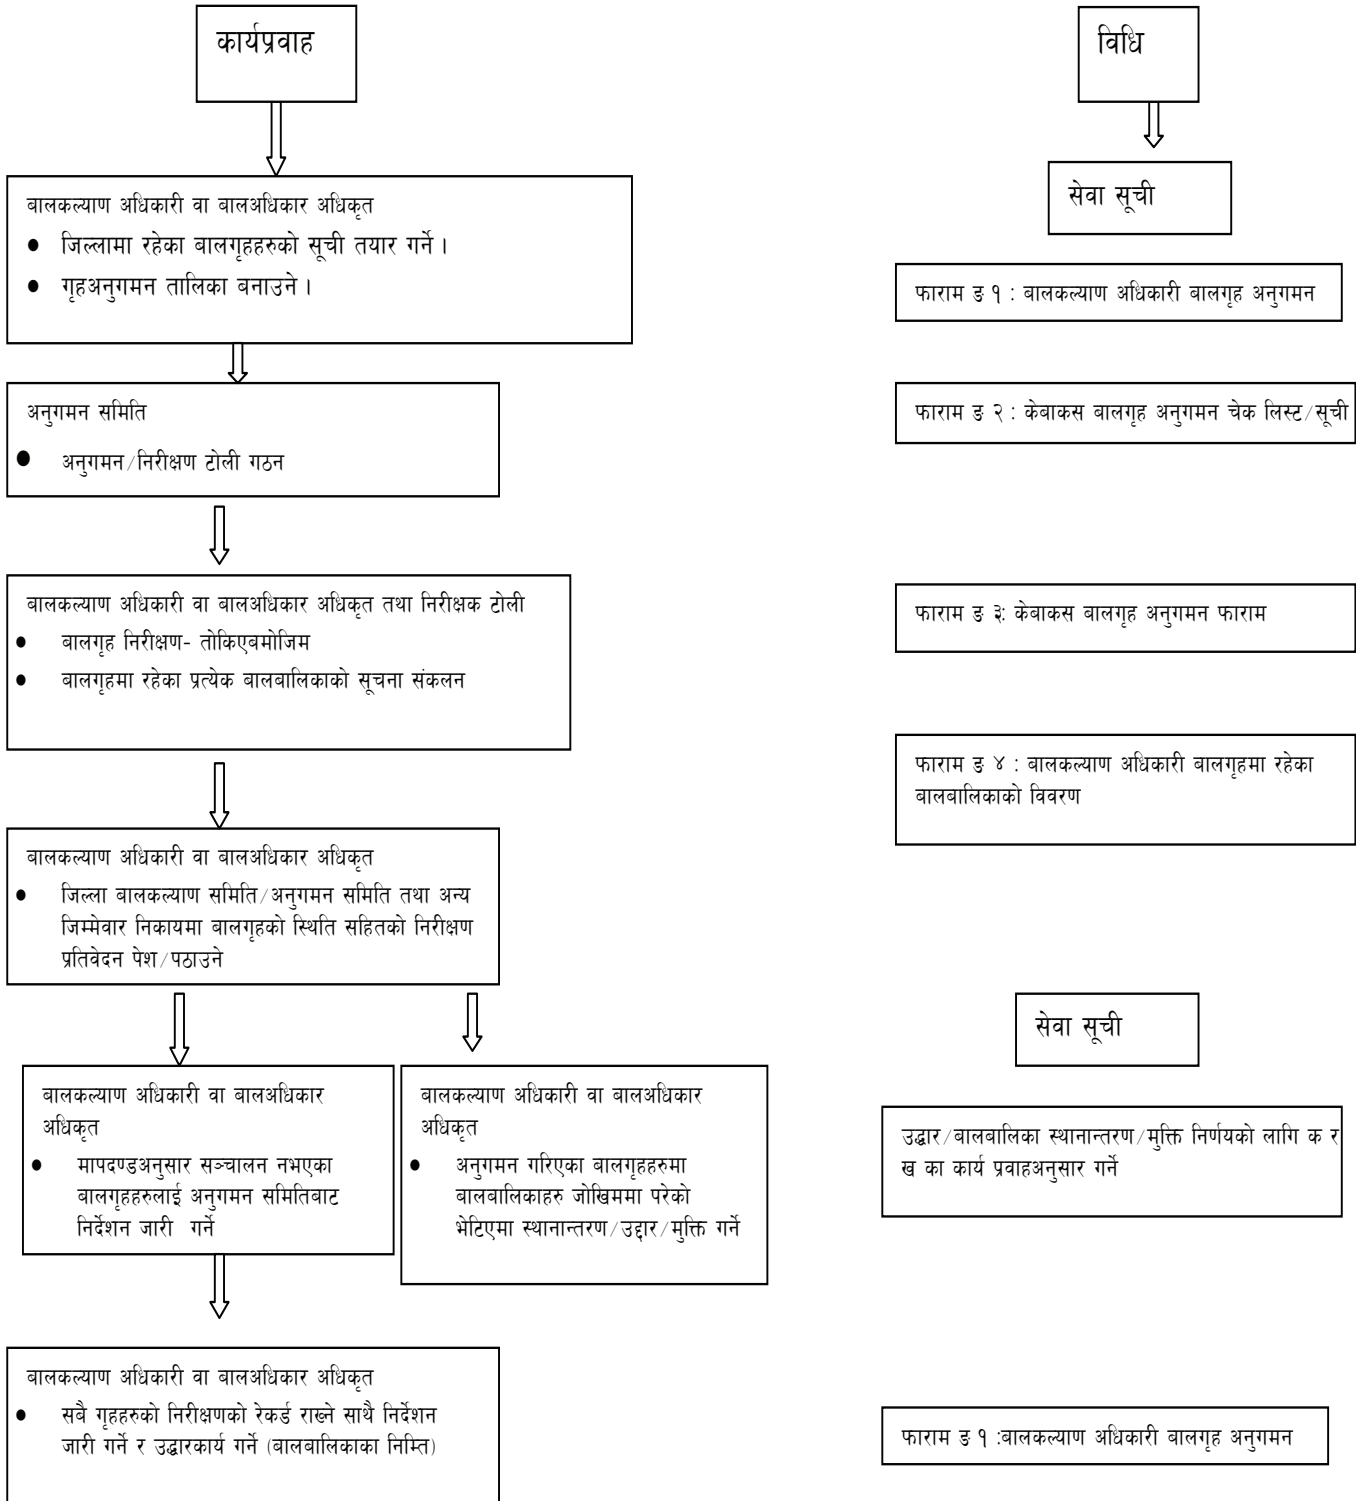 कार्यप्रवाह
बालकल्याण अधिकारी वा बालअधिकार अधिकृत
● जिल्लामा रहेका बालगृहहरुको सूची तयार गर्ने ।
● गृहअनुगमन तालिका बनाउने ।
अनुगमन समिति
● अनुगमन/निरीक्षण टोली गठन
बालकल्याण अधिकारी वा बालअधिकार अधिकृत तथा निरीक्षक टोली
● बालगृह निरीक्षण- तोकिएबमोजिम
● बालगृहमा रहेका प्रत्येक बालबालिकाको सूचना संकलन
बालकल्याण अधिकारी वा बालअधिकार अधिकृत
● जिल्ला बालकल्याण समिति/अनुगमन समिति तथा अन्य
जिम्मेवार निकायमा बालगृहको स्थिति सहितको निरीक्षण
प्रतिवेदन पेश/पठाउने
बालकल्याण अधिकारी वा बालअधिकार
अधिकृत
● मापदण्डअनुसार सञ्चालन नभएका
बालगृहहरुलाई अनुगमन समितिबाट
निर्देशन जारी गर्ने
बालकल्याण अधिकारी वा बालअधिकार
अधिकृत
● अनुगमन गरिएका बालगृहहरुमा
बालबालिकाहरु जोखिममा परेको
भेटिएमा स्थानान्तरण/उद्दार/मुक्ति गर्ने
बालकल्याण अधिकारी वा बालअधिकार अधिकृत
● सबै गृहहरुको निरीक्षणको रेकर्ड राख्ने साथै निर्देशन
जारी गर्ने र उद्धारकार्य गर्ने (बालबालिकाका निम्ति)
विधि
सेवा सूची
फाराम ङ १ : बालकल्याण अधिकारी बालगृह अनुगमन
फाराम ङ २ : केबाकस बालगृह अनुगमन चेक लिस्ट/सूची
फाराम ङ ३: केबाकस बालगृह अनुगमन फाराम
फाराम ङ ४ : बालकल्याण अधिकारी बालगृहमा रहेका
बालबालिकाको विवरण
सेवा सूची
उद्धार/बालबालिका स्थानान्तरण/मुक्ति निर्णयको लागि क र
ख का कार्य प्रवाहअनुसार गर्ने
फाराम ङ १ :बालकल्याण अधिकारी बालगृह अनुगमन